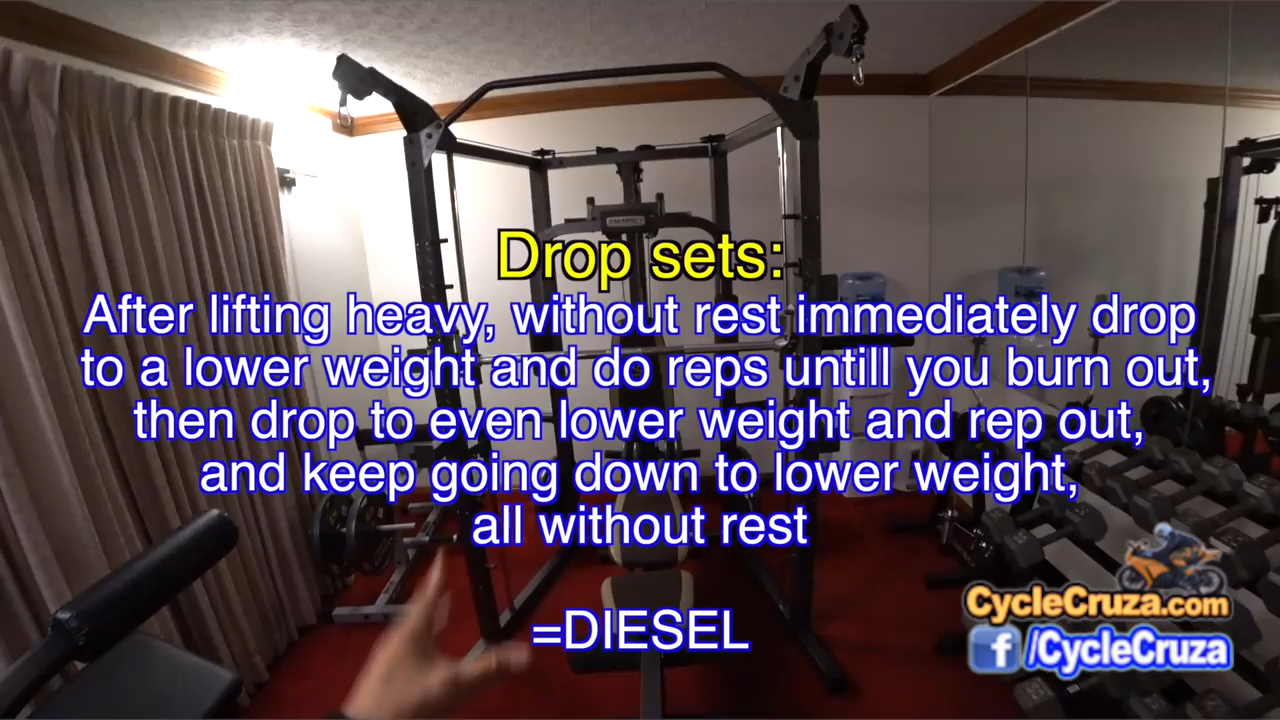 Drop sets:
After lifting heavy, without rest immediately drop
to a lower weight and do reps untill you burn out,
then drop to even lower weight and rep out,
and keep going down to lower weight,
all without rest
=DIESEL
CycleCruza.com
f /CycleCruza